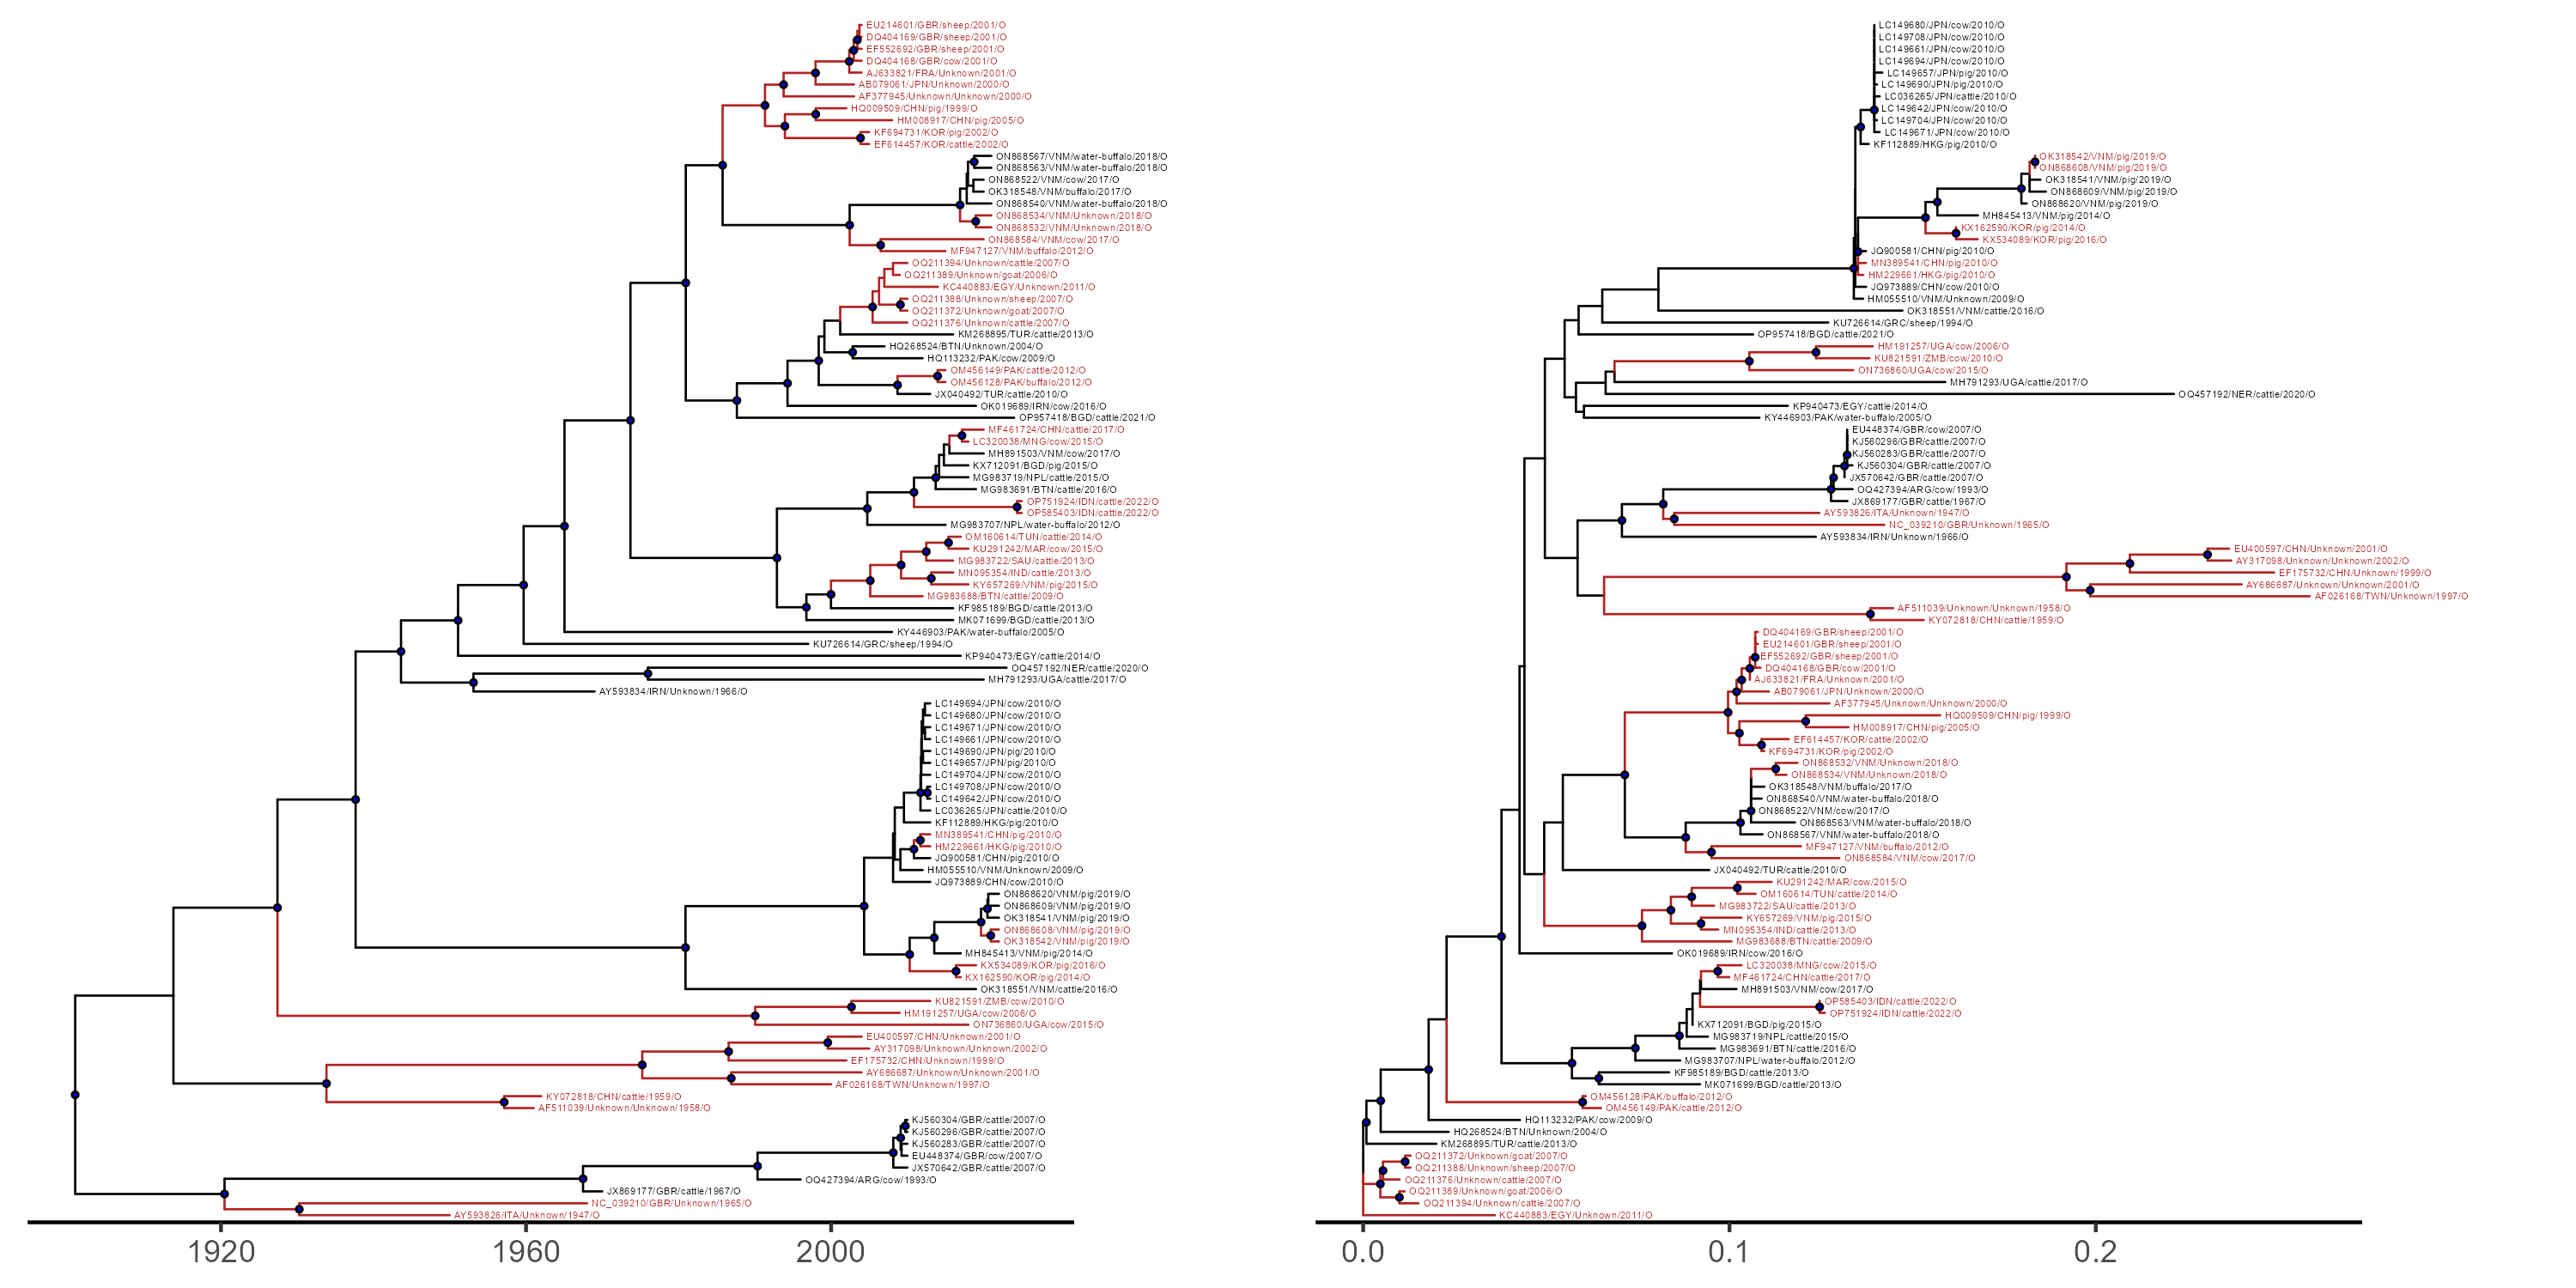 EU214601/GBR/sheep/2001/O
DQ404169/GBR/sheep/2001/O
EF552692/GBR/sheep/2001/O
DQ404168/GBR/cow/2001/O
AJ633821/FRA/Unknown/2001/O
AB079061/JPN/Unknown/2000/O
AF377945/Unknown/Unknown/2000/O
HQ009509/CHN/pig/1999/O
HM008917/CHN/pig/2005/O
KF694731/KOR/pig/2002/O
EF614457/KOR/cattle/2002/O
ON868567/VNM/water-buffalo/2018/O
ON868563/VNM/water-buffalo/2018/O
ON868522/VNM/cow/2017/O
OK318548/VNM/buffalo/2017/O
ON868540/VNM/water-buffalo/2018/O
ON868534/VNM/Unknown/2018/O
ON868532/VNM/Unknown/2018/O
ON868584/VNM/cow/2017/O
MF947127/VNM/buffalo/2012/O
OQ211394/Unknown/cattle/2007/O
OQ211389/Unknown/goat/2006/O
KC440883/EGY/Unknown/2011/O
OQ211388/Unknown/sheep/2007/O
OQ211372/Unknown/goat/2007/O
OQ211376/Unknown/cattle/2007/O
KM268895/TUR/cattle/2013/O
HQ268524/BTN/Unknown/2004/O
HQ113232/PAK/cow/2009/O
OM456149/PAK/cattle/2012/O
OM456128/PAK/buffalo/2012/O
JX040492/TUR/cattle/2010/O
OK019689/IRN/cow/2016/O
OP957418/BGD/cattle/2021/O
MF461724/CHN/cattle/2017/O
LC320038/MNG/cow/2015/O
MH891503/VNM/cow/2017/O
KX712091/BGD/pig/2015/O
MG983719/NPL/cattle/2015/O
MG983691/BTN/cattle/2016/O
OP751924/IDN/cattle/2022/O
OP585403/IDN/cattle/2022/O
MG983707/NPL/water-buffalo/2012/O
OM160614/TUN/cattle/2014/O
KU291242/MAR/cow/2015/O
MG983722/SAU/cattle/2013/O
MN095354/IND/cattle/2013/O
KY657269/VNM/pig/2015/O
MG983688/BTN/cattle/2009/O
KF985189/BGD/cattle/2013/O
MK071699/BGD/cattle/2013/O
KY446903/PAK/water-buffalo/2005/O
KU726614/GRC/sheep/1994/O
KP940473/EGY/cattle/2014/O
OQ457192/NER/cattle/2020/O
MH791293/UGA/cattle/2017/O
AY593834/IRN/Unknown/1966/O
LC149694/JPN/cow/2010/O
LC149680/JPN/cow/2010/O
LC149671/JPN/cow/2010/O
LC149661/JPN/cow/2010/O
LC149690/JPN/pig/2010/O
LC149657/JPN/pig/2010/O
LC149704/JPN/cow/2010/O
LC149708/JPN/cow/2010/O
LC149642/JPN/cow/2010/O
LC036265/JPN/cattle/2010/O
KF112889/HKG/pig/2010/O
MN389541/CHN/pig/2010/O
HM229661/HKG/pig/2010/O
JQ900581/CHN/pig/2010/O
HM055510/VNM/Unknown/2009/O
JQ973889/CHN/cow/2010/O
ON868620/VNM/pig/2019/O
ON868609/VNM/pig/2019/O
OK318541/VNM/pig/2019/O
ON868608/VNM/pig/2019/O
OK318542/VNM/pig/2019/O
MH845413/VNM/pig/2014/O
KX534089/KOR/pig/2016/O
KX162590/KOR/pig/2014/O
OK318551/VNM/cattle/2016/O
KU821591/ZMB/cow/2010/O
HM191257/UGA/cow/2006/O
ON736860/UGA/cow/2015/O
EU400597/CHN/Unknown/2001/O
AY317098/Unknown/Unknown/2002/O
EF175732/CHN/Unknown/1999/O
AY686687/Unknown/Unknown/2001/O
AF026168/TWN/Unknown/1997/O
KY072818/CHN/cattle/1959/O
AF511039/Unknown/Unknown/1958/O
KJ560304/GBR/cattle/2007/O
KJ560296/GBR/cattle/2007/O
KJ560283/GBR/cattle/2007/O
EU448374/GBR/cow/2007/O
JX570642/GBR/cattle/2007/O
OQ427394/ARG/cow/1993/O
JX869177/GBR/cattle/1967/O
NC_039210/GBR/Unknown/1965/O
AY593826/ITA/Unknown/1947/O
1920 1960 2000
LC149680/JPN/cow/2010/O
LC149708/JPN/cow/2010/O
LC149661/JPN/cow/2010/O
LC149694/JPN/cow/2010/O
LC149657/JPN/pig/2010/O
LC149690/JPN/pig/2010/O
LC036265/JPN/cattle/2010/O
LC149642/JPN/cow/2010/O
LC149704/JPN/cow/2010/O
LC149671/JPN/cow/2010/O
KF112889/HKG/pig/2010/O
OK318542/VNM/pig/2019/O
ON868608/VNM/pig/2019/O
OK318541/VNM/pig/2019/O
ON868609/VNM/pig/2019/O
ON868620/VNM/pig/2019/O
MH845413/VNM/pig/2014/O
KX162590/KOR/pig/2014/O
KX534089/KOR/pig/2016/O
JQ900581/CHN/pig/2010/O
MN389541/CHN/pig/2010/O
HM229661/HKG/pig/2010/O
JQ973889/CHN/cow/2010/O
HM055510/VNM/Unknown/2009/O
OK318551/VNM/cattle/2016/O
KU726614/GRC/sheep/1994/O
OP957418/BGD/cattle/2021/O
HM191257/UGA/cow/2006/O
KU821591/ZMB/cow/2010/O
ON736860/UGA/cow/2015/O
MH791293/UGA/cattle/2017/O
OQ457192/NER/cattle/2020/O
KP940473/EGY/cattle/2014/O
KY446903/PAK/water-buffalo/2005/O
EU448374/GBR/cow/2007/O
KJ560296/GBR/cattle/2007/O
KJ560283/GBR/cattle/2007/O
KJ560304/GBR/cattle/2007/O
JX570642/GBR/cattle/2007/O
OQ427394/ARG/cow/1993/O
JX869177/GBR/cattle/1967/O
AY593826/ITA/Unknown/1947/O
NC_039210/GBR/Unknown/1965/O
AY593834/IRN/Unknown/1966/O
EU400597/CHN/Unknown/2001/O
AY317098/Unknown/Unknown/2002/O
EF175732/CHN/Unknown/1999/O
AY686687/Unknown/Unknown/2001/O
AF026168/TWN/Unknown/1997/O
AF511039/Unknown/Unknown/1958/O
KY072818/CHN/cattle/1959/O
DQ404169/GBR/sheep/2001/O
EU214601/GBR/sheep/2001/O
EF552692/GBR/sheep/2001/O
DQ404168/GBR/cow/2001/O
AJ633821/FRA/Unknown/2001/O
AB079061/JPN/Unknown/2000/O
AF377945/Unknown/Unknown/2000/O
HQ009509/CHN/pig/1999/O
HM008917/CHN/pig/2005/O
EF614457/KOR/cattle/2002/O
KF694731/KOR/pig/2002/O
ON868532/VNM/Unknown/2018/O
ON868534/VNM/Unknown/2018/O
OK318548/VNM/buffalo/2017/O
ON868540/VNM/water-buffalo/2018/O
ON868522/VNM/cow/2017/O
ON868563/VNM/water-buffalo/2018/O
ON868567/VNM/water-buffalo/2018/O
MF947127/VNM/buffalo/2012/O
ON868584/VNM/cow/2017/O
JX040492/TUR/cattle/2010/O
KU291242/MAR/cow/2015/O
OM160614/TUN/cattle/2014/O
MG983722/SAU/cattle/2013/O
KY657269/VNM/pig/2015/O
MN095354/IND/cattle/2013/O
MG983688/BTN/cattle/2009/O
OK019689/IRN/cow/2016/O
LC320038/MNG/cow/2015/O
MF461724/CHN/cattle/2017/O
MH891503/VNM/cow/2017/O
OP585403/IDN/cattle/2022/O
OP751924/IDN/cattle/2022/O
KX712091/BGD/pig/2015/O
MG983719/NPL/cattle/2015/O
MG983691/BTN/cattle/2016/O
MG983707/NPL/water-buffalo/2012/O
KF985189/BGD/cattle/2013/O
MK071699/BGD/cattle/2013/O
OM456128/PAK/buffalo/2012/O
OM456149/PAK/cattle/2012/O
HQ113232/PAK/cow/2009/O
HQ268524/BTN/Unknown/2004/O
KM268895/TUR/cattle/2013/O
OQ211372/Unknown/goat/2007/O
OQ211388/Unknown/sheep/2007/O
OQ211376/Unknown/cattle/2007/O
OQ211389/Unknown/goat/2006/O
OQ211394/Unknown/cattle/2007/O
KC440883/EGY/Unknown/2011/O
0.0 0.1 0.2